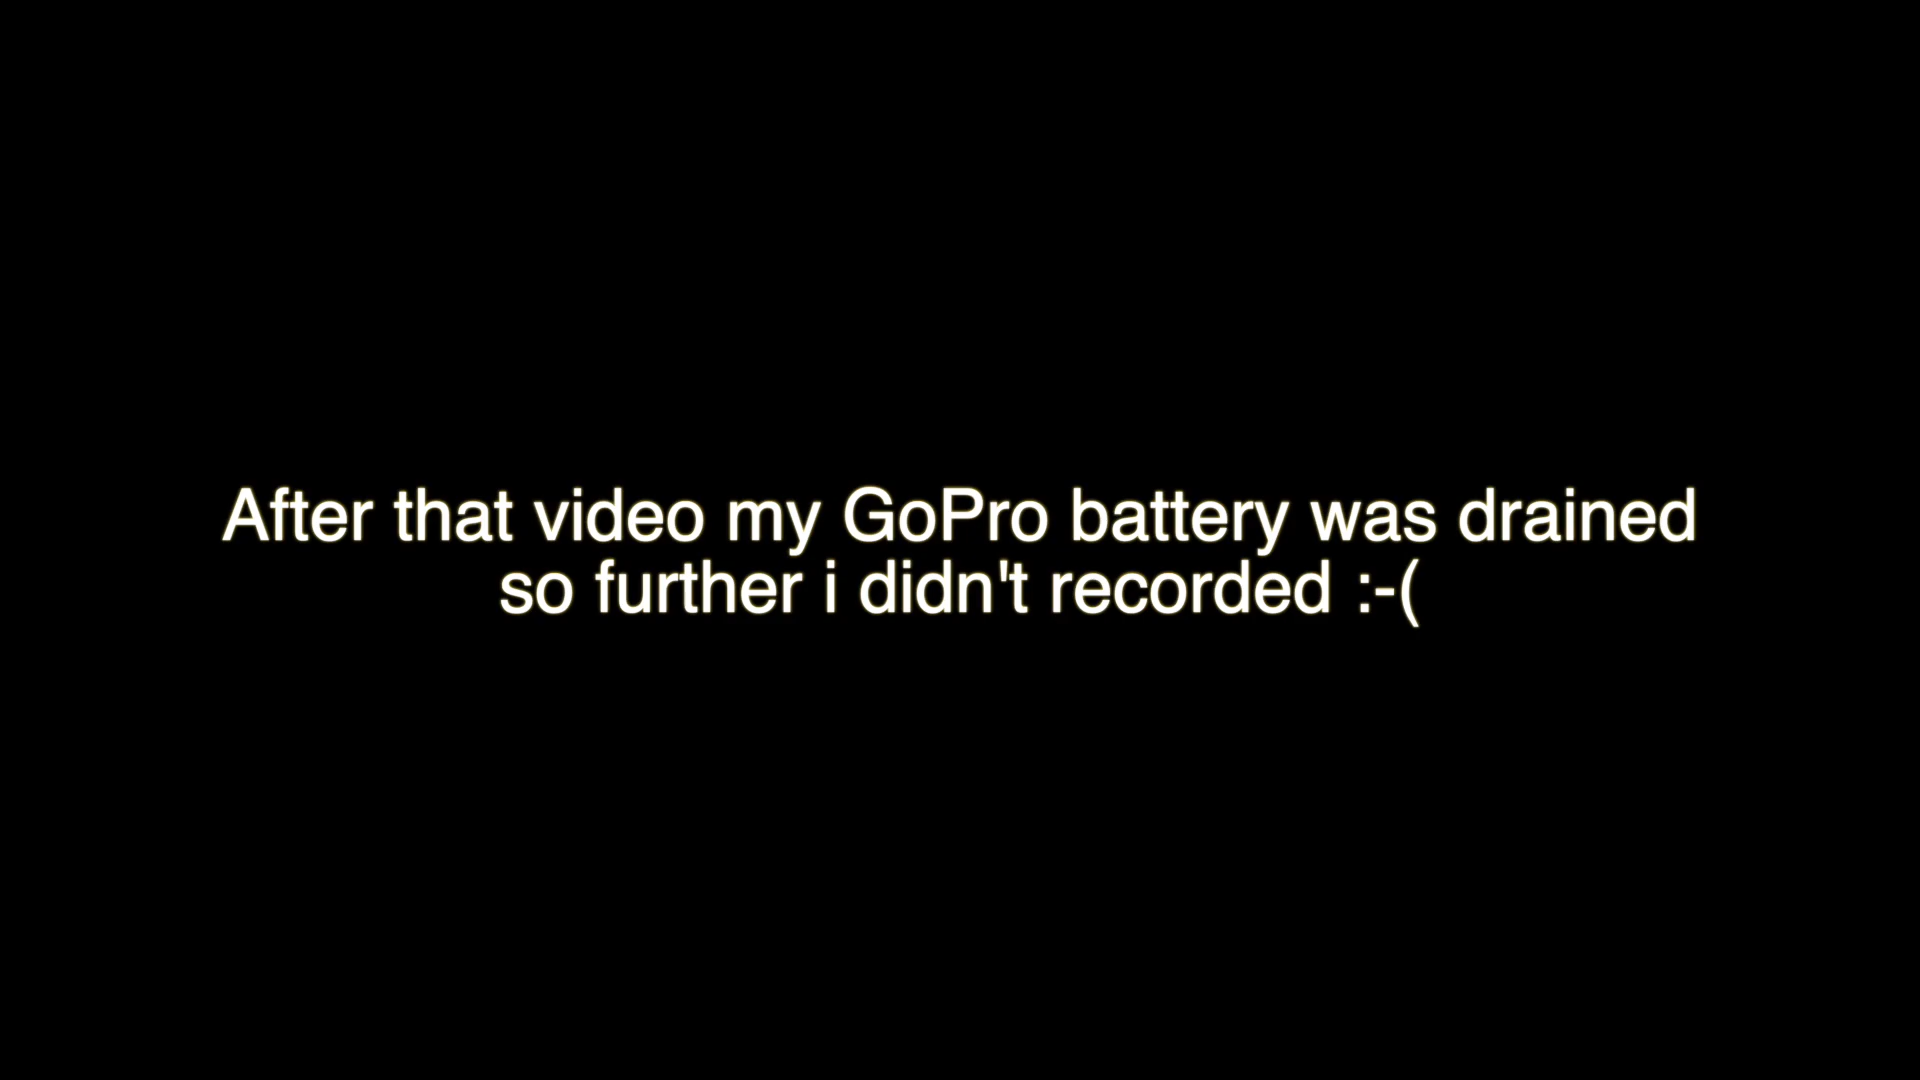 After that video my GoPro battery was drained
so further i didn't recorded :-(